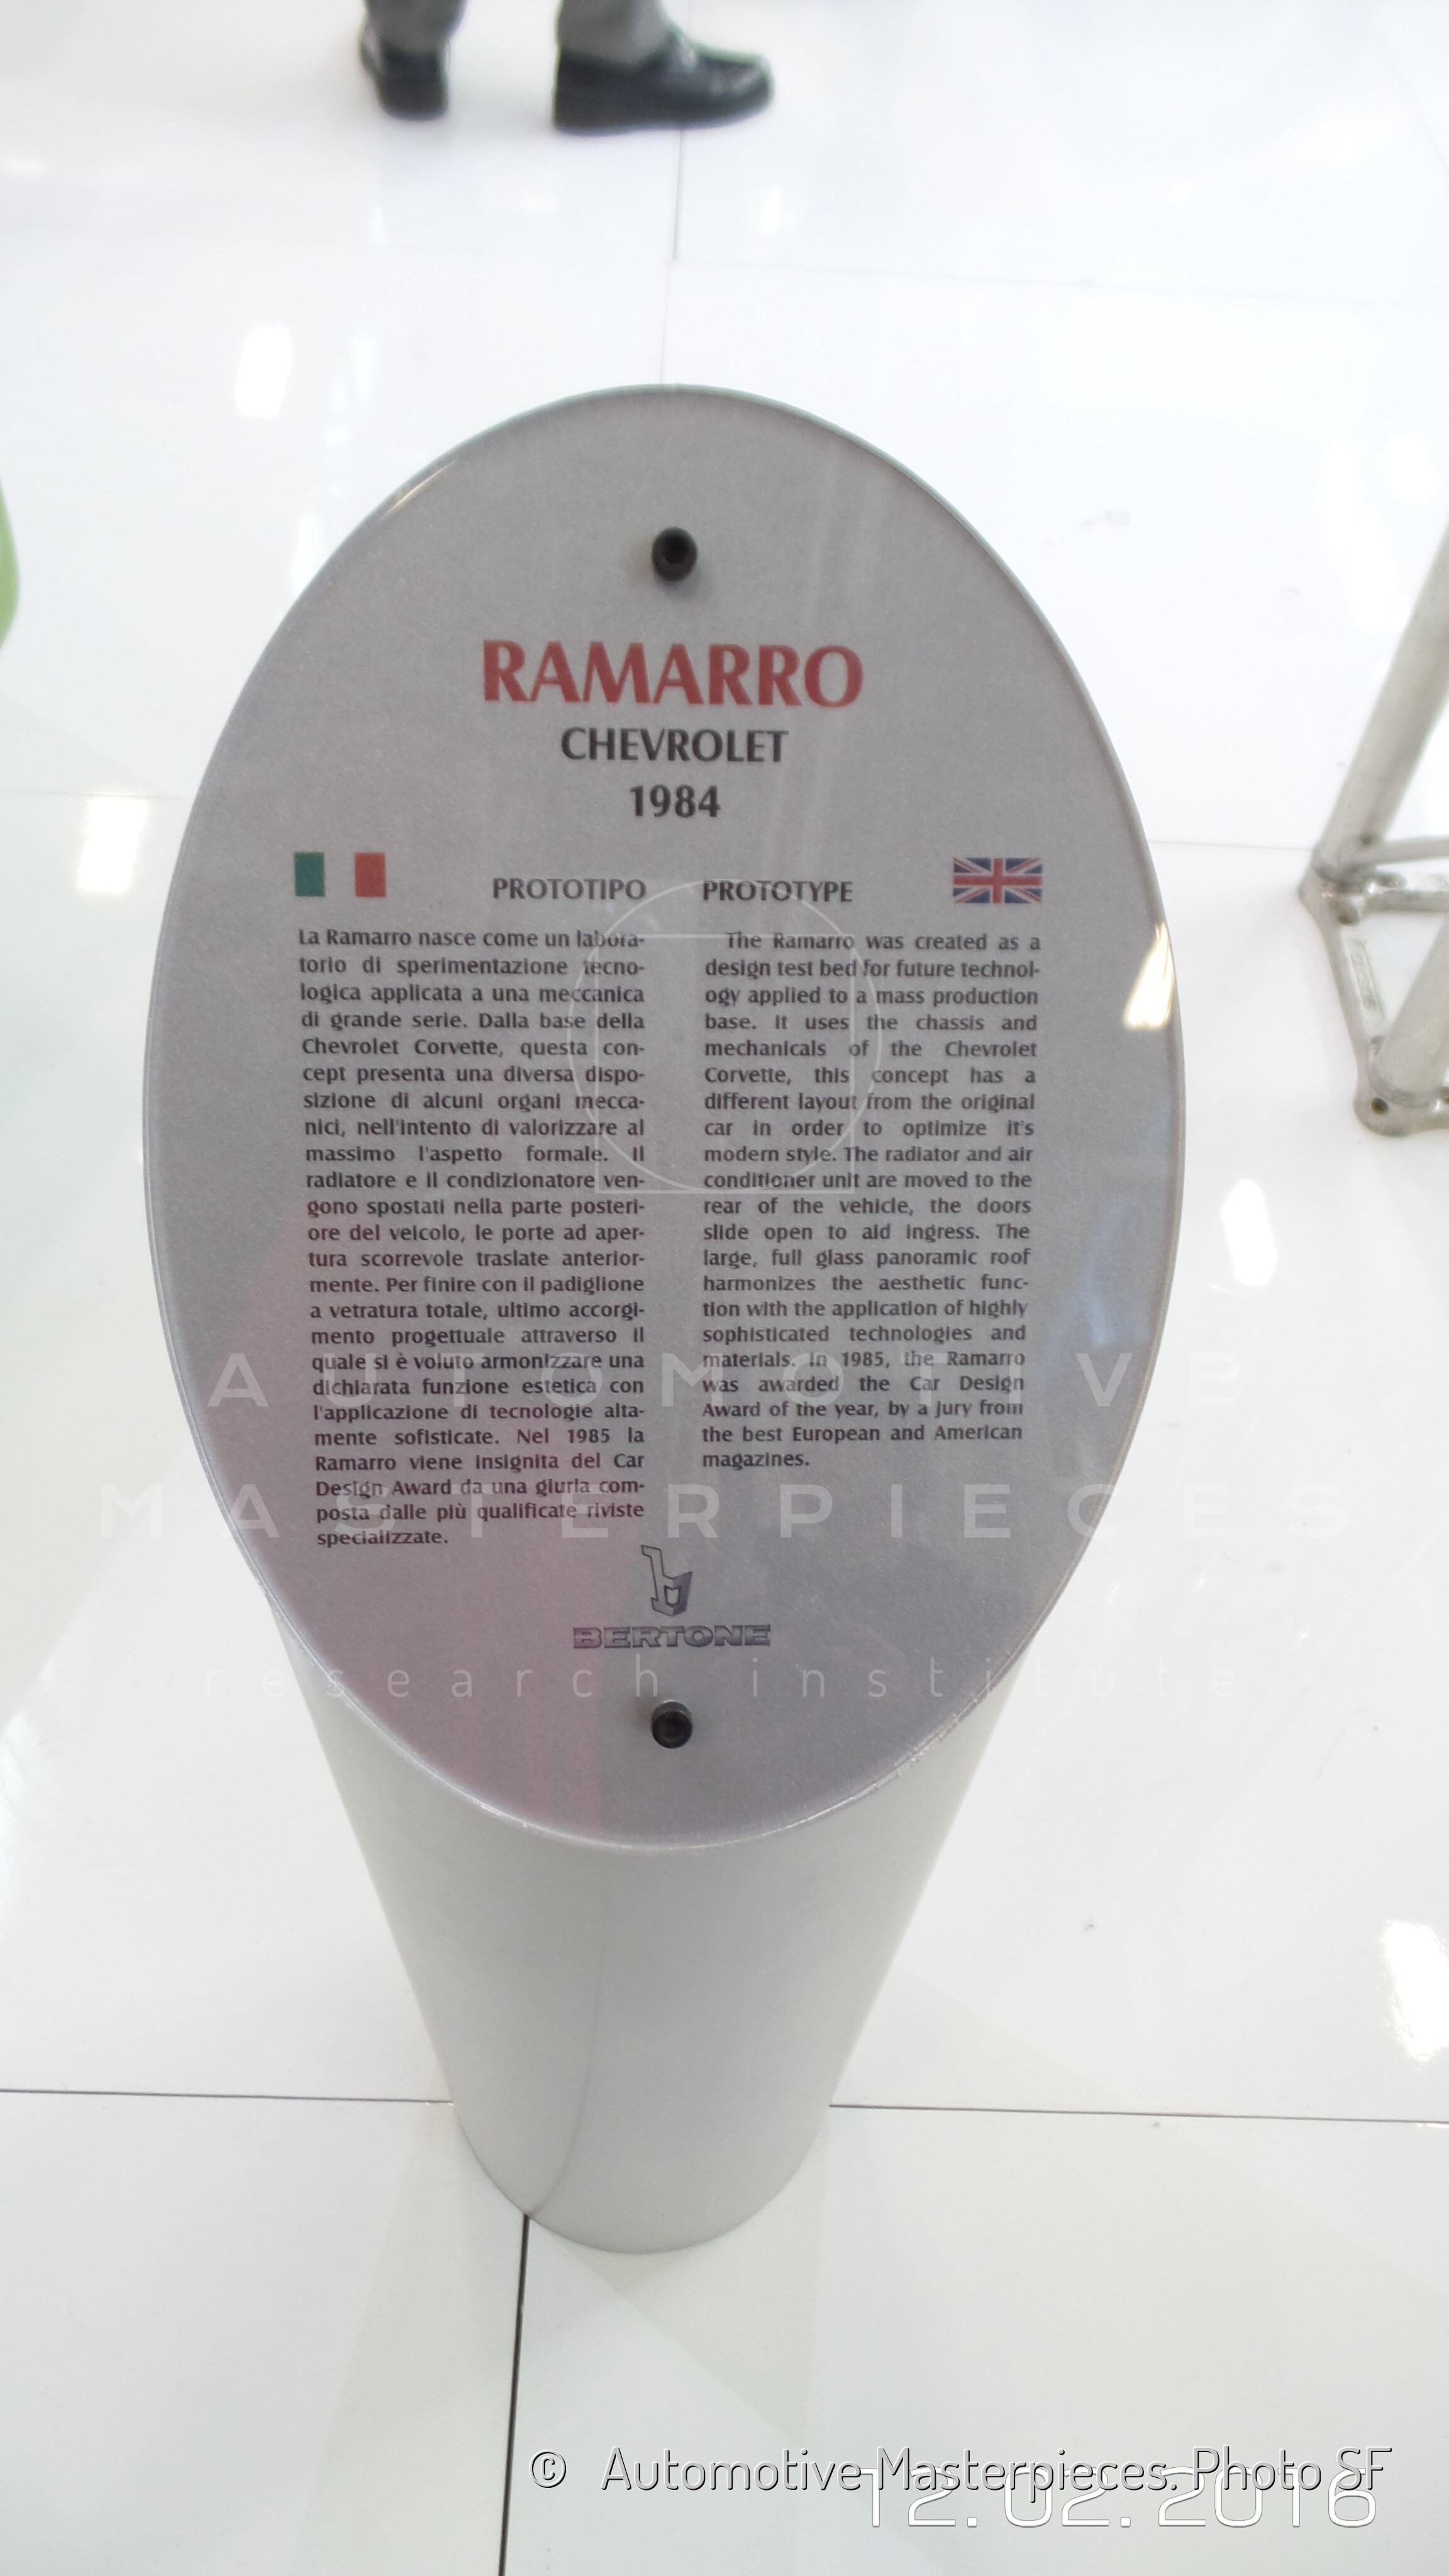 RAMARRO
CHEVROLET
1984
PROTOTIPO
La Ramarro nasce come un labora-
torio di sperimentazione tecno-
logica applicata a una meccanica
di grande serie. Dalla base della
Chevrolet Corvette, questa con-
cept presenta una diversa dispo-
sizione di alcuni organi mecca-
nici, nell'intento di valorizzare al
massimo l'aspetto formale. Il
radiatore e il condizionatore ven-
gono spostati nella parte posteri-
ore del veicolo, le porte ad aper-
tura scorrevole traslate anterior-
mente. Per finire con il padiglione
a vetratura totale, ultimo accorgi-
mento progettuale attraverso il
quale si è voluto armonizzare una
dichiarata funzione estetica con
l'applicazione di tecnologie alta-
mente sofisticate. Nel 1985 la
Ramarro viene insignita del Car
Design Award da una giuria com-
posta dalle più qualificate riviste
specializzate.
PROTOTYPE
The Ramarro was created as a
design test bed for future technol-
ogy applied to a mass production
base. It uses the chassis and
mechanicals of the Chevrolet
Corvette, this concept has a
different layout from the original
car in order to optimize it's
modern style. The radiator and air
conditioner unit are moved to the
rear of the vehicle, the doors
slide open to aid ingress. The
large, full glass panoramic roof
harmonizes the aesthetic func-
tion with the application of highly
sophisticated technologies and
materials. In 1985, the Ramarro
was awarded the Car Design
Award of the year, by a jury from
the best European and American
magazines.
BERTONE
AUTOMOTIVE
MASTERPIECES
research institute
© Automotive Masterpieces. Photo SF
12.02.2016